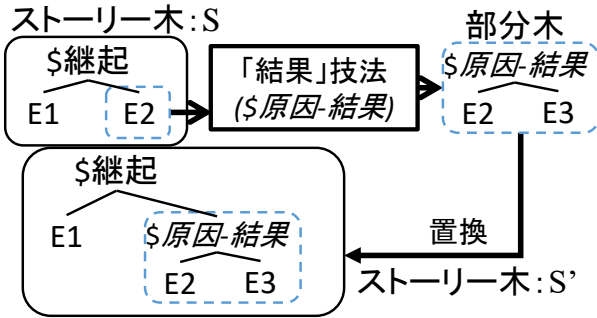 ストーリー木:S
$継起
E1 E2
「結果」技法
($原因-結果)
部分木
$原因-結果
E2 E3
$継起
E1
$原因-結果
E2 E3
置換
ストーリー木:S’